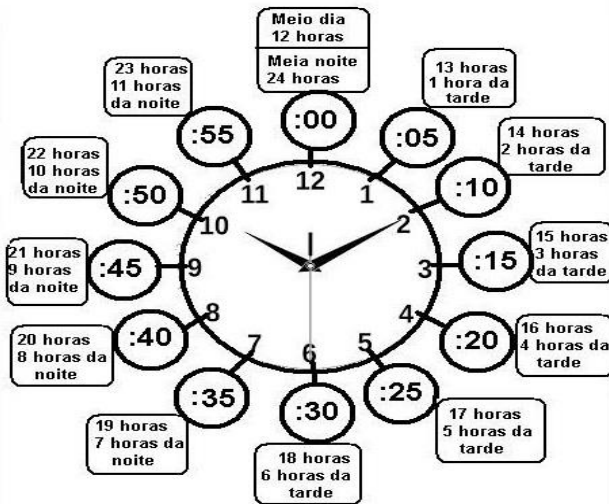 Meio dia
12 horas
Meia noite
24 horas
:00
12
13 horas
1 hora da
tarde
:05
1
14 horas
2 horas da
tarde
:10
2
15 horas
3 horas
da tarde
:15
3
16 horas
4 horas da
tarde
:20
4
17 horas
5 horas da
tarde
:25
5
18 horas
6 horas da
tarde
:30
6
19 horas
7 horas da
noite
:35
7
20 horas
8 horas da
noite
:40
8
21 horas
9 horas
da noite
:45
9
22 horas
10 horas
da noite
:50
10
23 horas
11 horas
da noite
:55
11